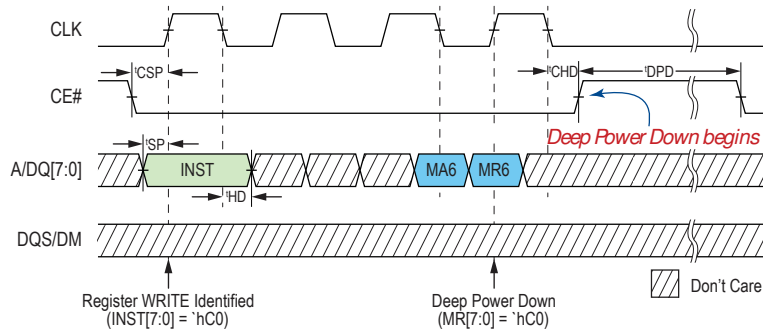 CLK
tCSP
tCHD
tDPD
CE#
Deep Power Down begins
tSP
A/DQ[7:0]
INST
MA6
MR6
tHD
DQS/DM
Register WRITE Identified
(INST[7:0] = `hC0)
Deep Power Down
(MR[7:0] = `hC0)
Don't Care